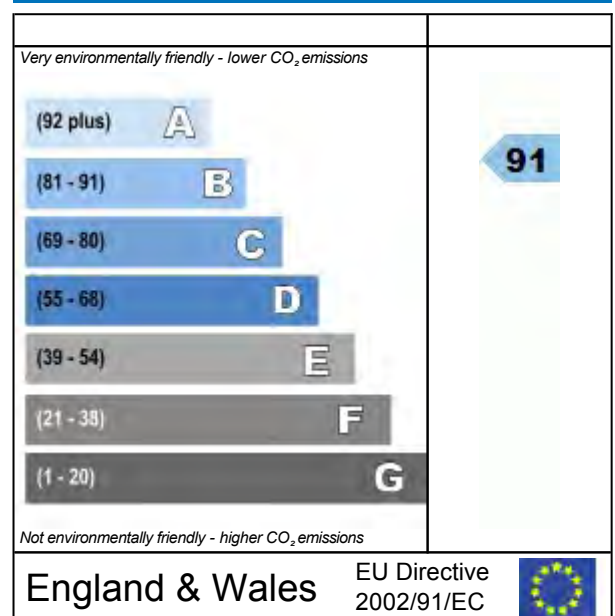 Very environmentally friendly - lower CO₂ emissions
(92 plus) A
(81 - 91) B
91
(69 - 80) C
(55 - 68) D
(39 - 54) E
(21 - 38) F
(1 - 20) G
Not environmentally friendly - higher CO₂ emissions
England & Wales
EU Directive
2002/91/EC